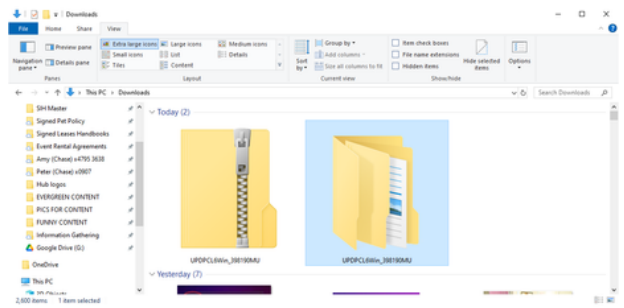 Downloads
File Home Share View
Navigation pane Preview pane Details pane
Extra large icons Large icons Medium icons
Small icons List Details
Tiles Content
Sort by Group by Add columns Size all columns to fit
Item check boxes File name extensions Hidden items
Hide selected items Options
Panes Layout Current view Show/hide
This PC > Downloads Search Downloads
SIH Master
Signed Pet Policy
Signed Leases Handbooks
Event Rental Agreements
Amy (Chase) x4795 3638
Peter (Chase) x0907
Hub logos
EVERGREEN CONTENT
PICS FOR CONTENT
FUNNY CONTENT
Information Gathering
Google Drive (G:)
OneDrive
This PC
3D Objects
Today (2)
UPDPCL6Win_398190MU UPDPCL6Win_398190MU
Yesterday (7)
2,600 items 1 item selected